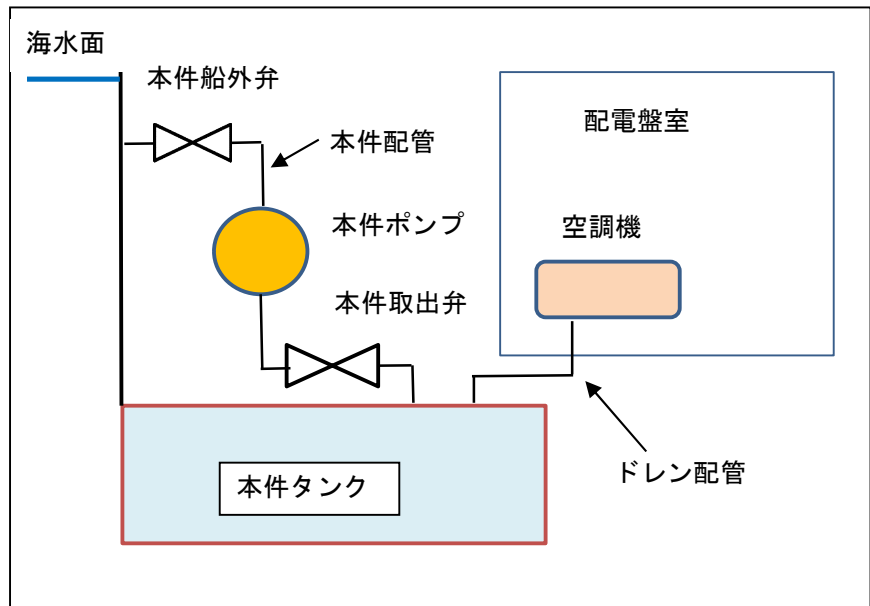 海水面
本件船外弁
配電盤室
本件配管
本件ポンプ
空調機
本件取出弁
ドレン配管
本件タンク